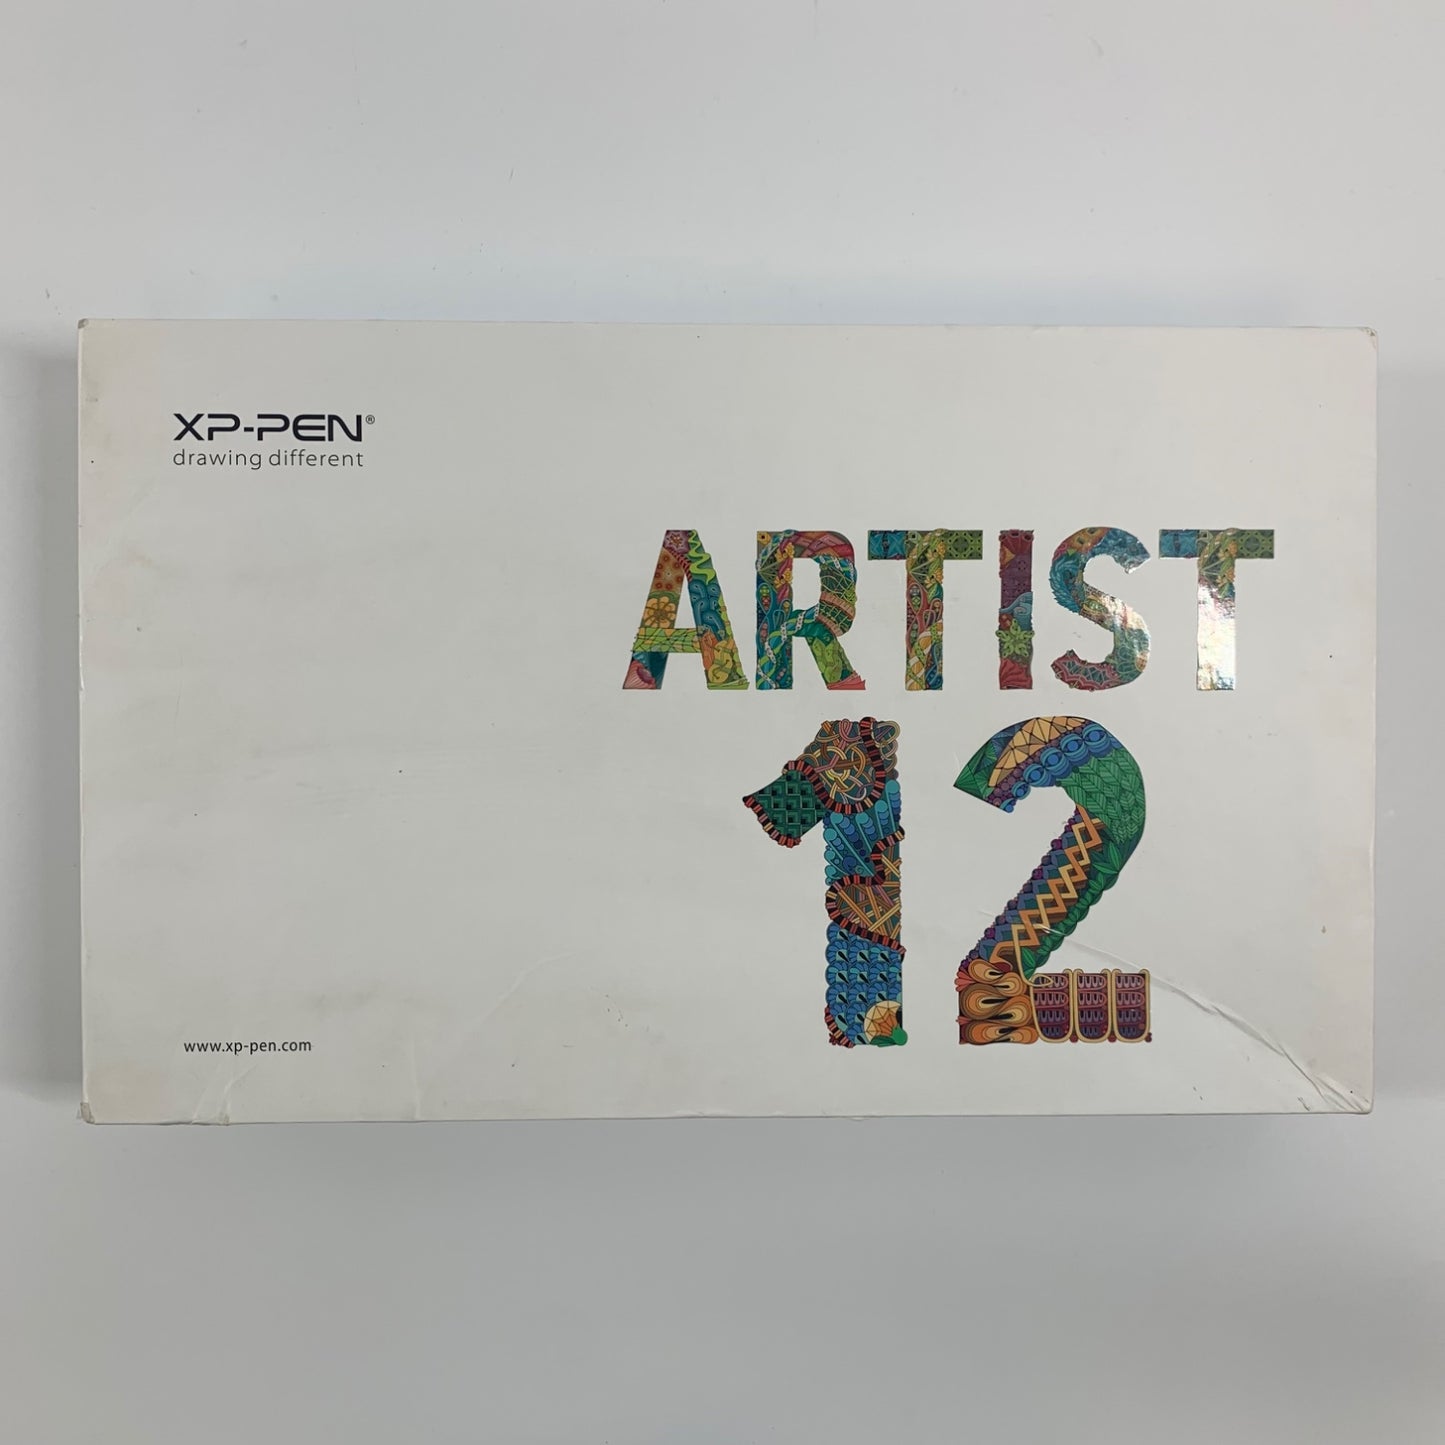 XP-PEN®
drawing different
ARTIST
12
www.xp-pen.com